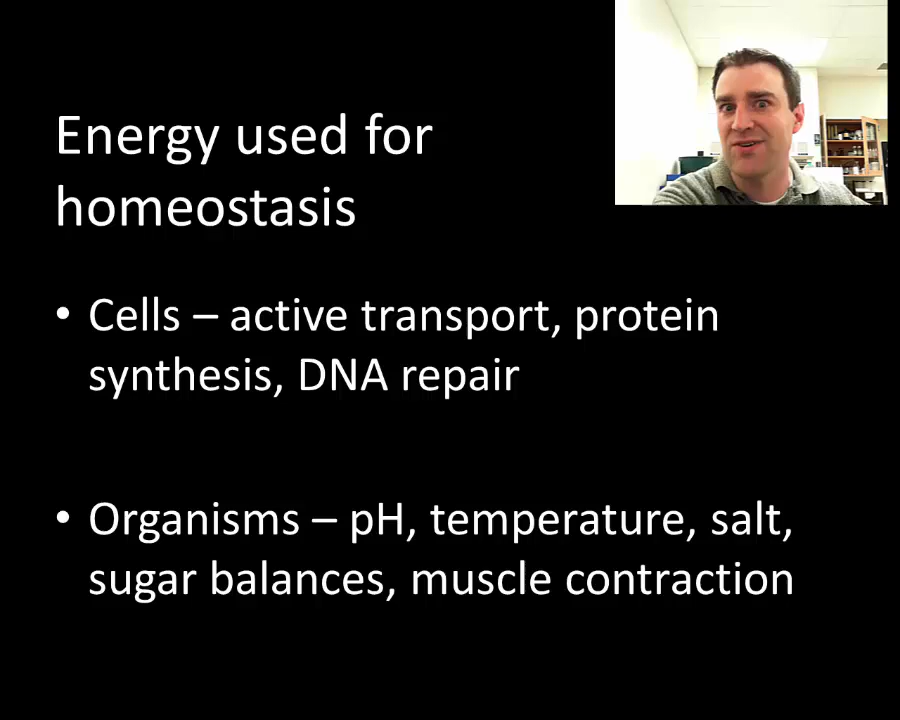 Energy used for
homeostasis
• Cells – active transport, protein
synthesis, DNA repair
• Organisms – pH, temperature, salt,
sugar balances, muscle contraction